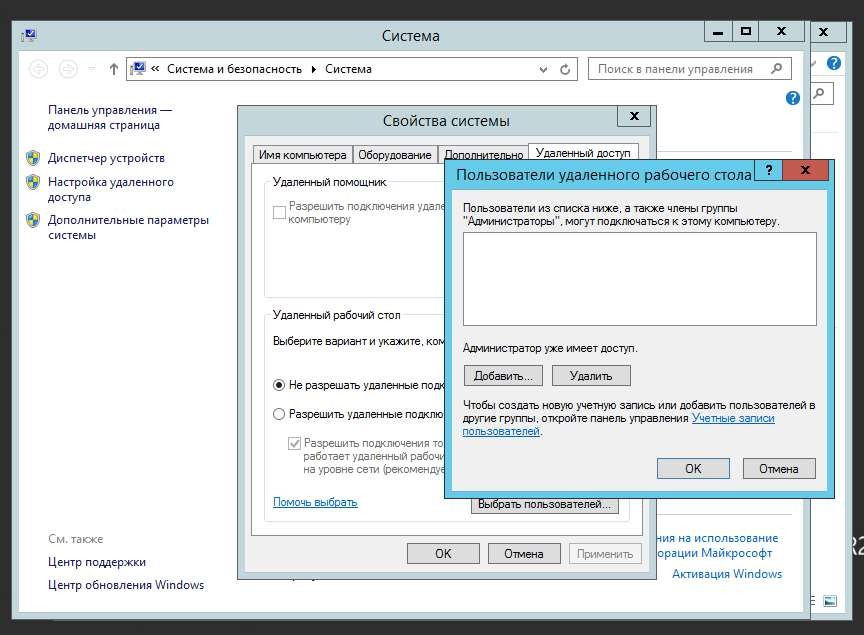 Система
« Система и безопасность ▸ Система
Поиск в панели управления
Панель управления —
домашняя страница
Диспетчер устройств
Настройка удаленного
доступа
Дополнительные параметры
системы
См. также
Центр поддержки
Центр обновления Windows
Свойства системы
Имя компьютера
Оборудование
Дополнительно
Удаленный доступ
Удаленный помощник
Разрешить подключения
компьютеру
Удаленный рабочий стол
Выберите вариант и укажите,
Не разрешать удаленные
Разрешить удаленные
Разрешить подключения
работает удаленный
на уровне сети
Помочь выбрать
Выбрать пользователей...
OK
Отмена
Применить
Пользователи удаленного рабочего стола
?
Пользователи из списка ниже, а также члены группы
"Администраторы", могут подключаться к этому компьютеру.
Администратор уже имеет доступ.
Добавить...
Удалить
Чтобы создать новую учетную запись или добавить пользователей в
другие группы, откройте панель управления Учетные записи
пользователей.
OK
Отмена
на использование
Майкрософт
Активация Windows